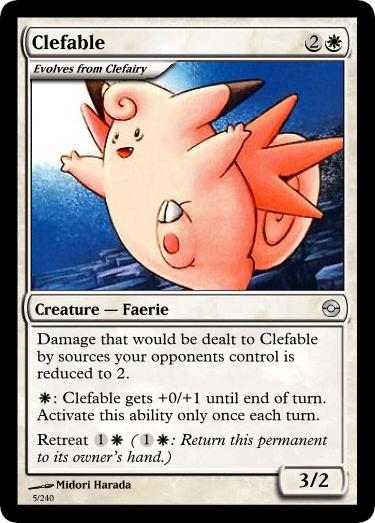 Clefable 2
Evolves from Clefairy
Creature — Faerie
Damage that would be dealt to Clefable
by sources your opponents control is
reduced to 2.
: Clefable gets +0/+1 until end of turn.
Activate this ability only once each turn.
Retreat 1 ( 1 : Return this permanent
to its owner's hand.)
3/2
Midori Harada
5/240